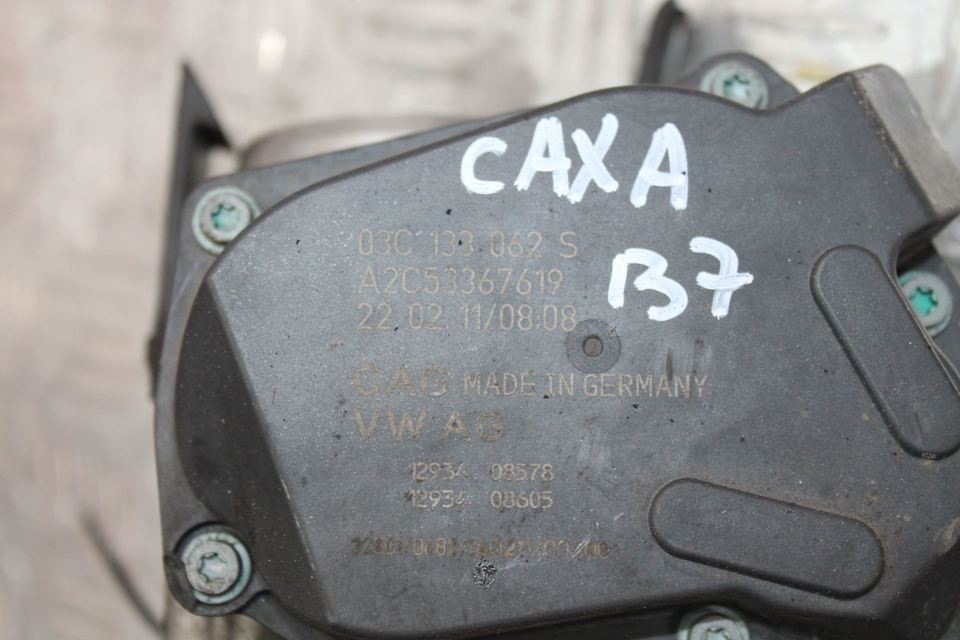 CAXA
B7
03C 133 062 S
A2C53367619
22.02.11/08:08
CAG MADE IN GERMANY
VW AG
12934 08578
12934 08605